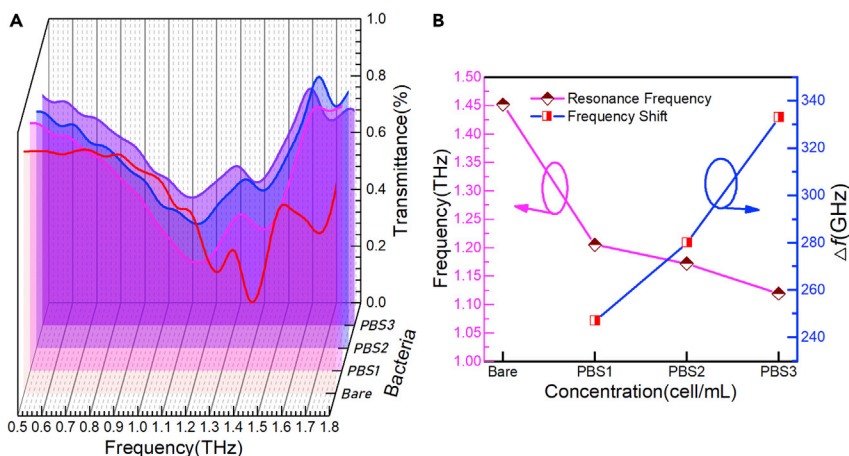 A
1.0
0.8
0.6
0.4
0.2
0.0
Transmittance(%)
PBS3
PBS2
PBS1
Bare
Bacteria
0.5 0.6 0.7 0.8 0.9 1.0 1.1 1.2 1.3 1.4 1.5 1.6 1.7 1.8
Frequency(THz)
B
1.50
1.45
1.40
1.35
1.30
1.25
1.20
1.15
1.10
1.05
1.00
Frequency(THz)
Resonance Frequency
Frequency Shift
340
320
300
280
260
240
Δf(GHz)
Bare PBS1 PBS2 PBS3
Concentration(cell/mL)